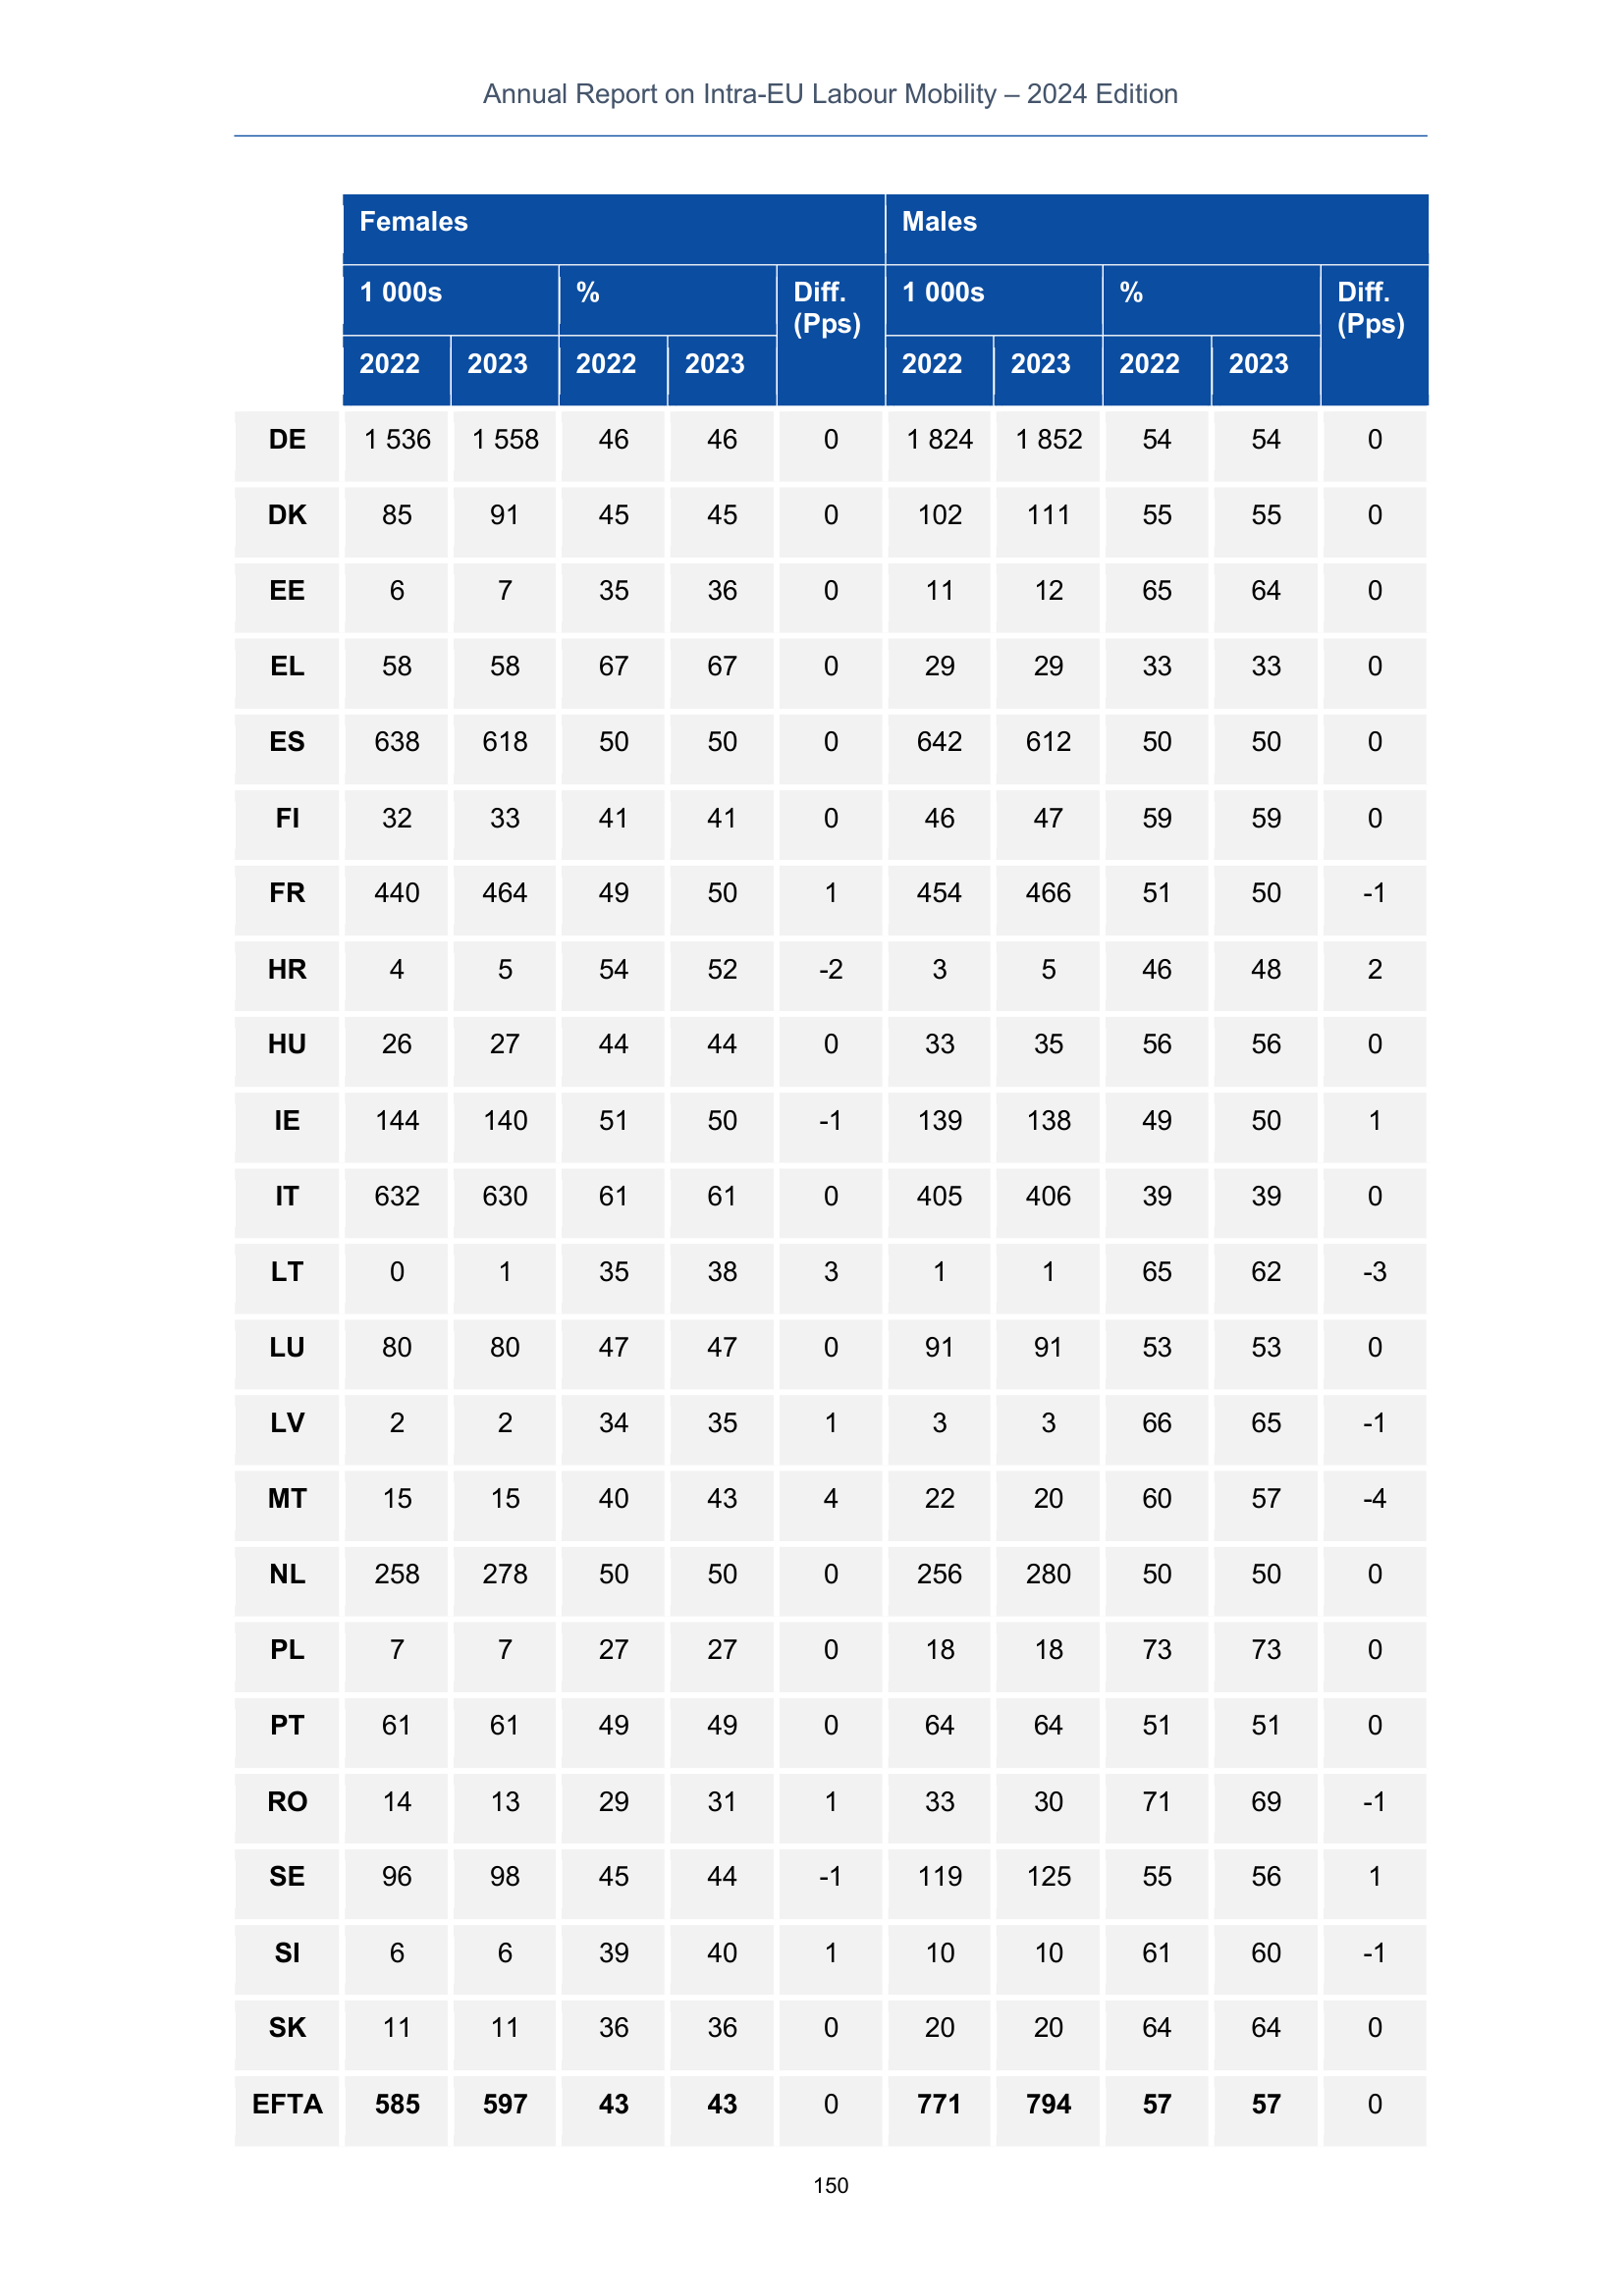 Annual Report on Intra-EU Labour Mobility – 2024 Edition
Females Males
1 000s % Diff. (Pps) 1 000s % Diff. (Pps)
2022 2023 2022 2023 2022 2023 2022 2023
DE 1 536 1 558 46 46 0 1 824 1 852 54 54 0
DK 85 91 45 45 0 102 111 55 55 0
EE 6 7 35 36 0 11 12 65 64 0
EL 58 58 67 67 0 29 29 33 33 0
ES 638 618 50 50 0 642 612 50 50 0
FI 32 33 41 41 0 46 47 59 59 0
FR 440 464 49 50 1 454 466 51 50 -1
HR 4 5 54 52 -2 3 5 46 48 2
HU 26 27 44 44 0 33 35 56 56 0
IE 144 140 51 50 -1 139 138 49 50 1
IT 632 630 61 61 0 405 406 39 39 0
LT 0 1 35 38 3 1 1 65 62 -3
LU 80 80 47 47 0 91 91 53 53 0
LV 2 2 34 35 1 3 3 66 65 -1
MT 15 15 40 43 4 22 20 60 57 -4
NL 258 278 50 50 0 256 280 50 50 0
PL 7 7 27 27 0 18 18 73 73 0
PT 61 61 49 49 0 64 64 51 51 0
RO 14 13 29 31 1 33 30 71 69 -1
SE 96 98 45 44 -1 119 125 55 56 1
SI 6 6 39 40 1 10 10 61 60 -1
SK 11 11 36 36 0 20 20 64 64 0
EFTA 585 597 43 43 0 771 794 57 57 0
150